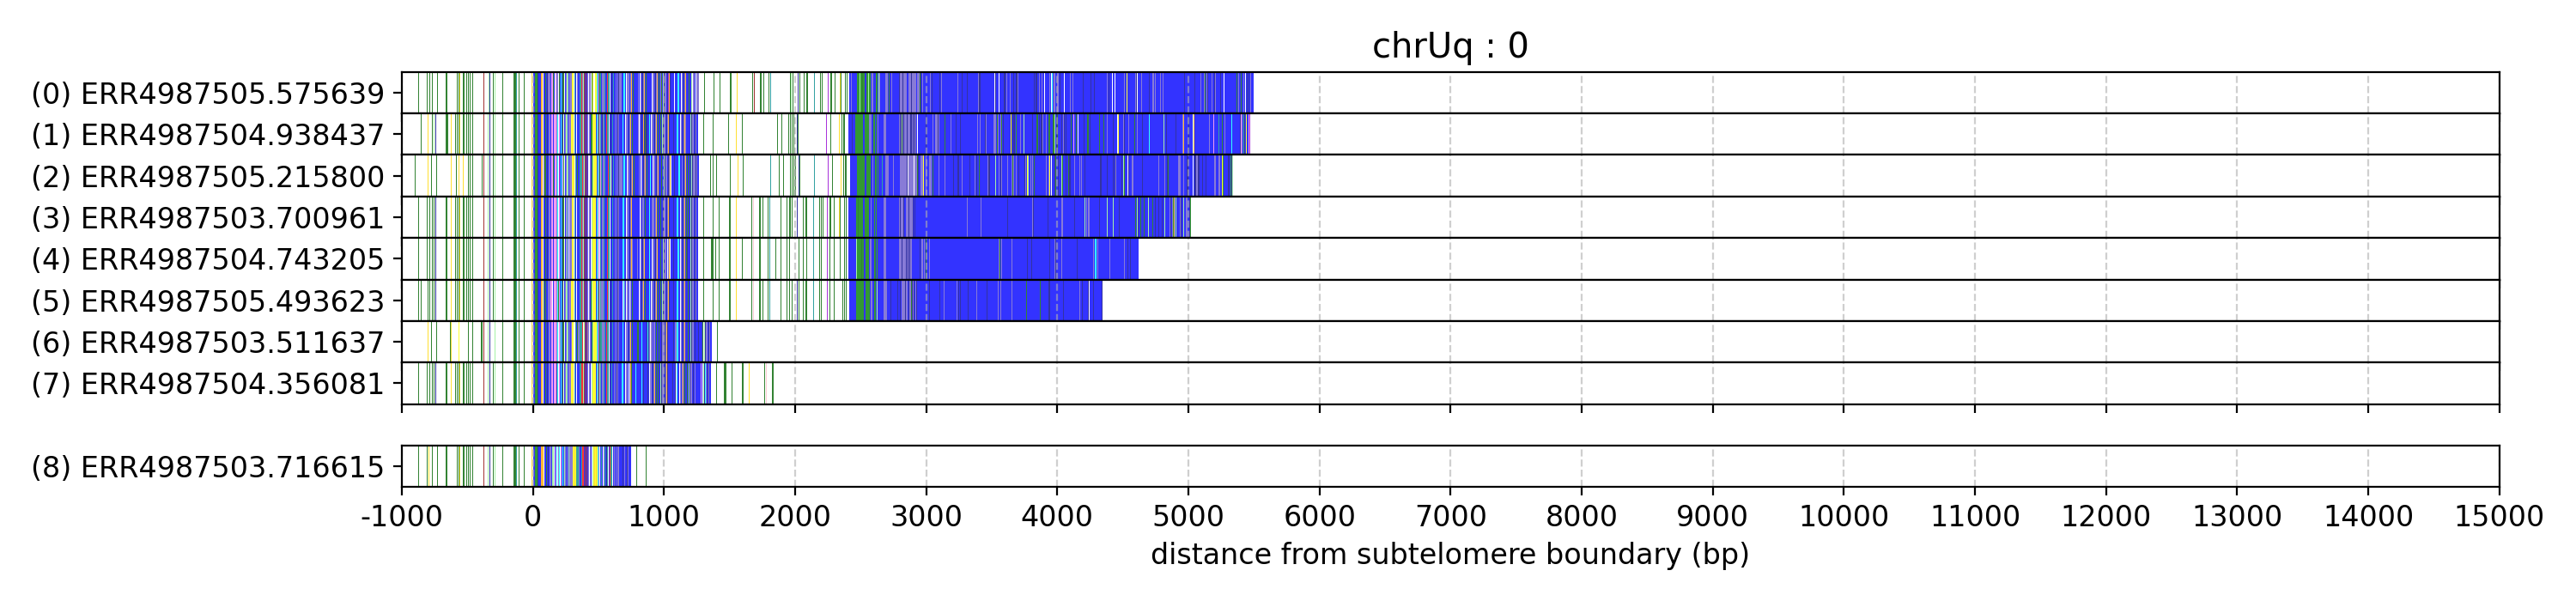 chrUq : 0
(0) ERR4987505.575639
(1) ERR4987504.938437
(2) ERR4987505.215800
(3) ERR4987503.700961
(4) ERR4987504.743205
(5) ERR4987505.493623
(6) ERR4987503.511637
(7) ERR4987504.356081
(8) ERR4987503.716615
-1000 0 1000 2000 3000 4000 5000 6000 7000 8000 9000 10000 11000 12000 13000 14000 15000
distance from subtelomere boundary (bp)